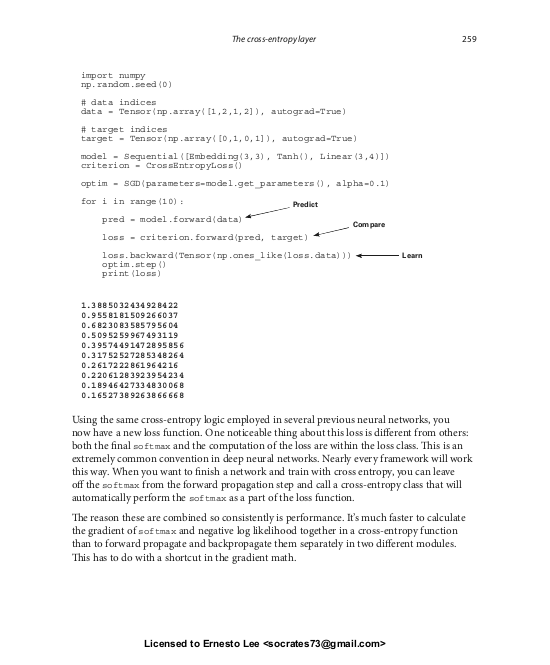 The cross-entropy layer 259
import numpy
np.random.seed(0)
# data indices
data = Tensor(np.array([1,2,1,2]), autograd=True)
# target indices
target = Tensor(np.array([0,1,0,1]), autograd=True)
model = Sequential([Embedding(3,3), Tanh(), Linear(3,4)])
criterion = CrossEntropyLoss()
optim = SGD(parameters=model.get_parameters(), alpha=0.1)
for i in range(10):
Predict
pred = model.forward(data)
Compare
loss = criterion.forward(pred, target)
loss.backward(Tensor(np.ones_like(loss.data))) Learn
optim.step()
print(loss)
1.3885032434928422
0.9558181509266037
0.6823083585795604
0.5095259967493119
0.39574491472895856
0.31752527285348264
0.2617222861964216
0.22061283923954234
0.18946427334830068
0.16527389263866668
Using the same cross-entropy logic employed in several previous neural networks, you
now have a new loss function. One noticeable thing about this loss is different from others:
both the final softmax and the computation of the loss are within the loss class. This is an
extremely common convention in deep neural networks. Nearly every framework will work
this way. When you want to finish a network and train with cross entropy, you can leave
off the softmax from the forward propagation step and call a cross-entropy class that will
automatically perform the softmax as a part of the loss function.
The reason these are combined so consistently is performance. It's much faster to calculate
the gradient of softmax and negative log likelihood together in a cross-entropy function
than to forward propagate and backpropagate them separately in two different modules.
This has to do with a shortcut in the gradient math.
Licensed to Ernesto Lee <socrates73@gmail.com>